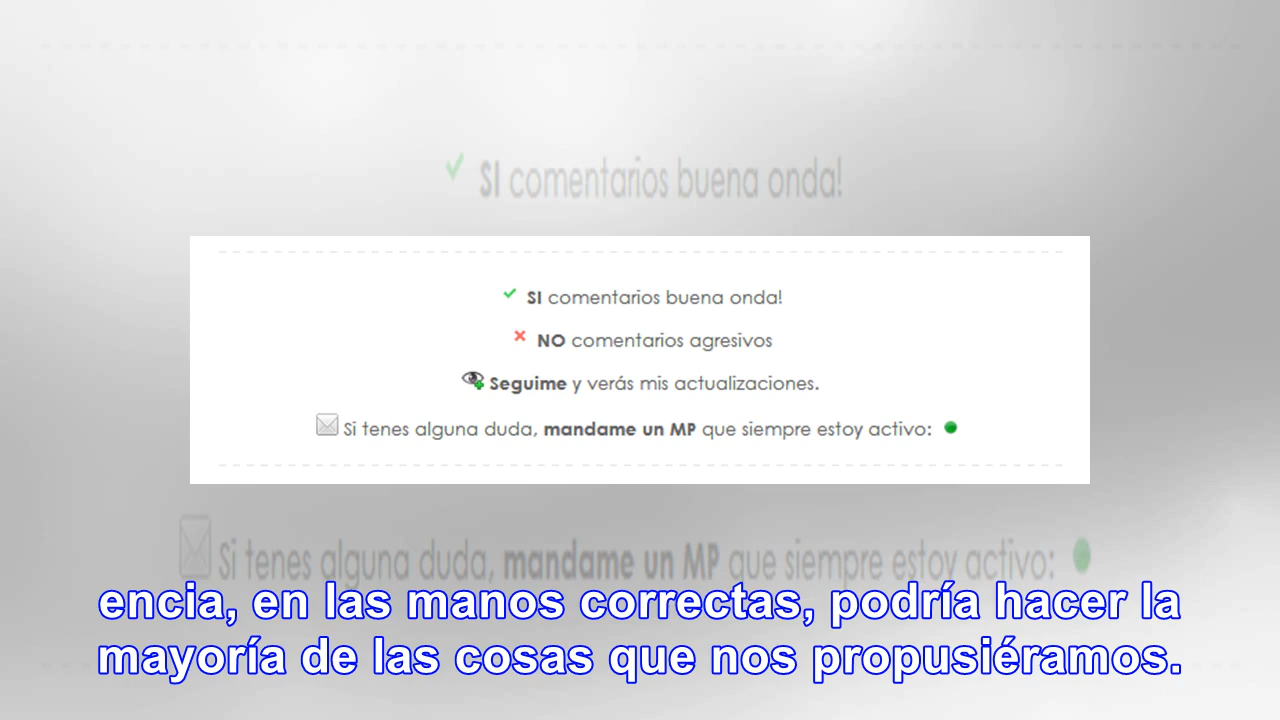 SI comentarios buena onda!
SI comentarios buena onda!
NO comentarios agresivos
Seguime y verás mis actualizaciones.
Si tenes alguna duda, mandame un MP que siempre estoy activo:
Si tenes alguna duda, mandame un MP que siempre estoy activo:
encia, en las manos correctas, podría hacer la
mayoría de las cosas que nos propusiéramos.